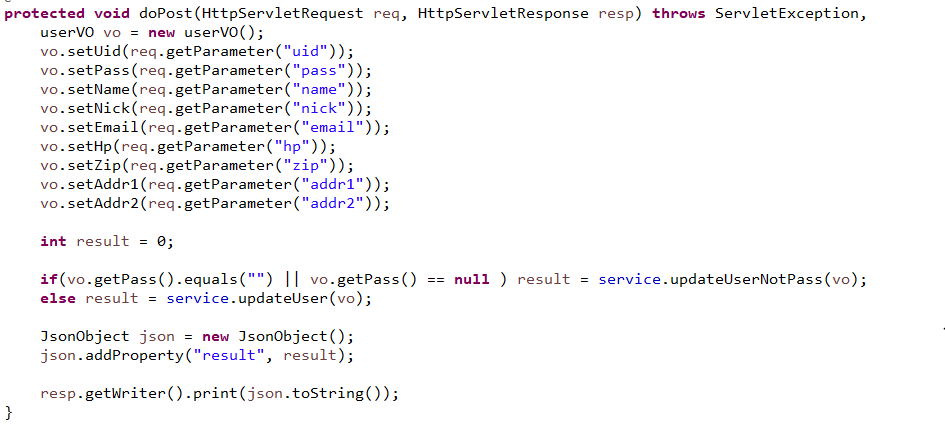 protected void doPost(HttpServletRequest req, HttpServletResponse resp) throws ServletException,
    userVO vo = new userVO();
    vo.setUid(req.getParameter("uid"));
    vo.setPass(req.getParameter("pass"));
    vo.setName(req.getParameter("name"));
    vo.setNick(req.getParameter("nick"));
    vo.setEmail(req.getParameter("email"));
    vo.setHp(req.getParameter("hp"));
    vo.setZip(req.getParameter("zip"));
    vo.setAddr1(req.getParameter("addr1"));
    vo.setAddr2(req.getParameter("addr2"));

    int result = 0;

    if(vo.getPass().equals("") || vo.getPass() == null ) result = service.updateUserNotPass(vo);
    else result = service.updateUser(vo);

    JsonObject json = new JsonObject();
    json.addProperty("result", result);

    resp.getWriter().print(json.toString());
}